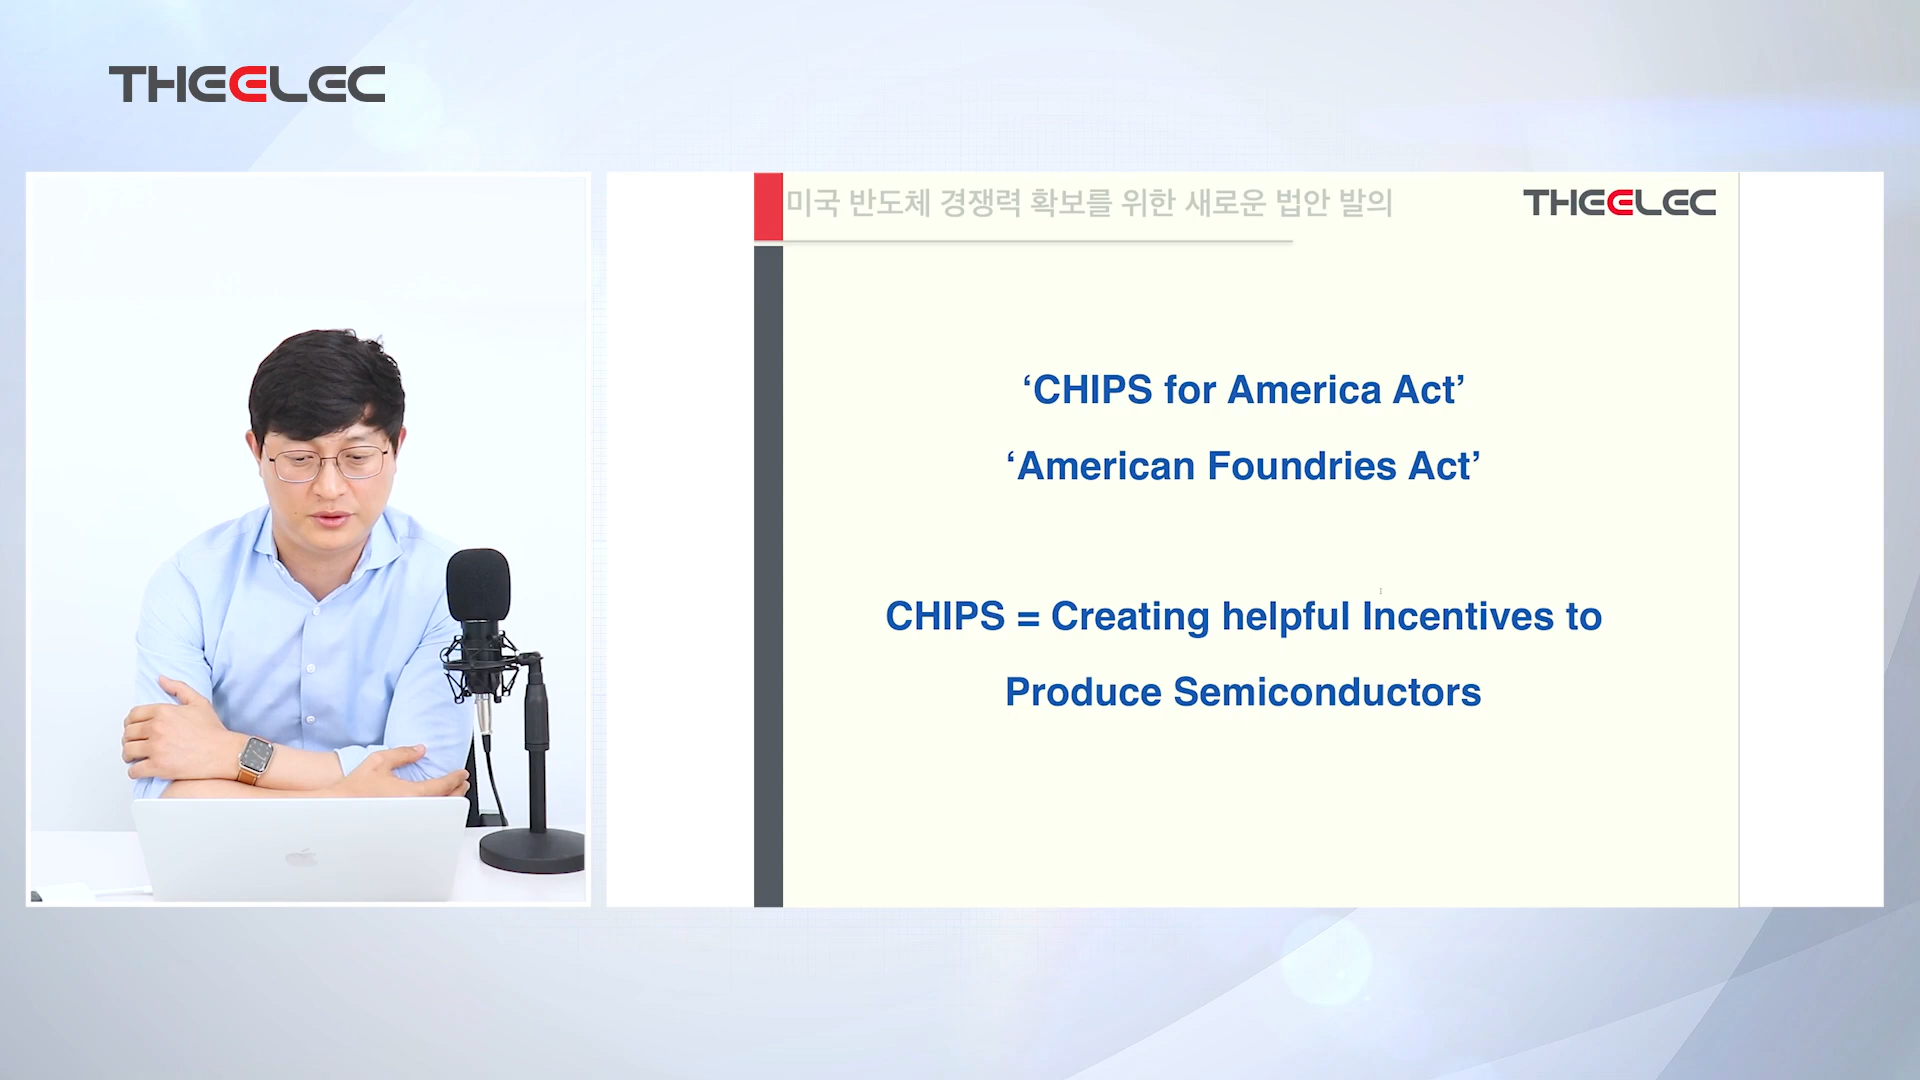 THEELEC
미국 반도체 경쟁력 확보를 위한 새로운 법안 발의
THEELEC
‘CHIPS for America Act’
‘American Foundries Act’
CHIPS = Creating helpful Incentives to
Produce Semiconductors